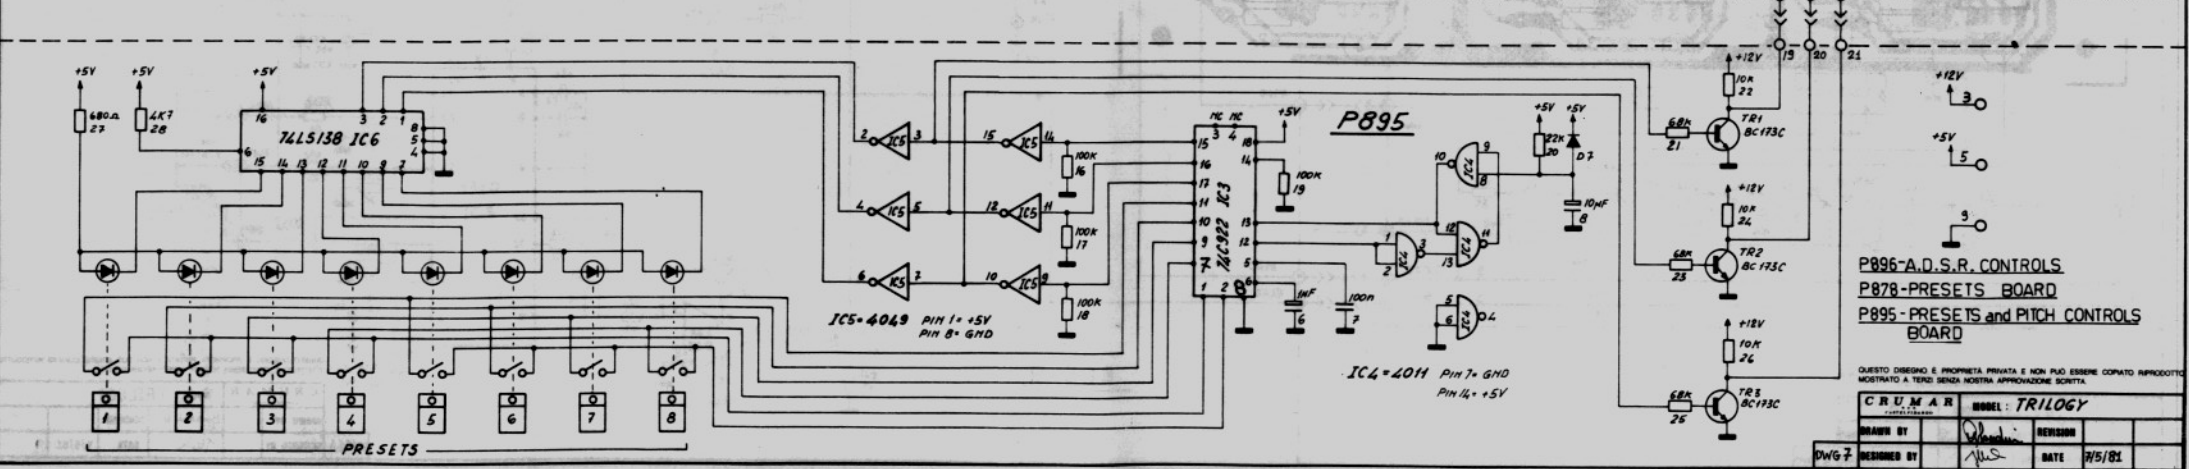 19 20 21
+5V +5V +5V
680Ω 27
4K7 28
16 3 2 1
74LS138 IC6
6
8 5 4
15 14 13 12 11 10 9 7
2 IC5 3 15 IC5 14
100K 16
4 IC5 5 12 IC5 11
100K 17
6 IC5 7 10 IC5 9
100K 18
IC5=4049 PIN 1= +5V
PIN 8= GND
NC NC
3 4
+5V
15 16 17 11 10 9 7
74C922 IC3
18 14 13 12 5 6
1 2 8
100K 19
1µF 6
100n 7
P895
+5V +5V
22K 20
D7
10µF 8
10 IC4 9 8
1 2 IC4 3
12 13 IC4 11
5 6 IC4 4
IC4=4011 PIN 7= GND
PIN 14= +5V
+12V
10K 22
68K 21
TR1
BC173C
+12V
10K 24
68K 23
TR2
BC173C
+12V
10K 26
68K 25
TR3
BC173C
+12V
3
+5V
5
9
1 2 3 4 5 6 7 8
PRESETS
P896-A.D.S.R. CONTROLS
P878-PRESETS BOARD
P895-PRESETS and PITCH CONTROLS
BOARD
QUESTO DISEGNO È PROPRIETÀ PRIVATA E NON PUÒ ESSERE COPIATO RIPRODOTTO
MOSTRATO A TERZI SENZA NOSTRA APPROVAZIONE SCRITTA
CRUMAR MODEL: TRILOGY
DRAWN BY REVISION
DWG 7 DESIGNED BY DATE 7/5/81